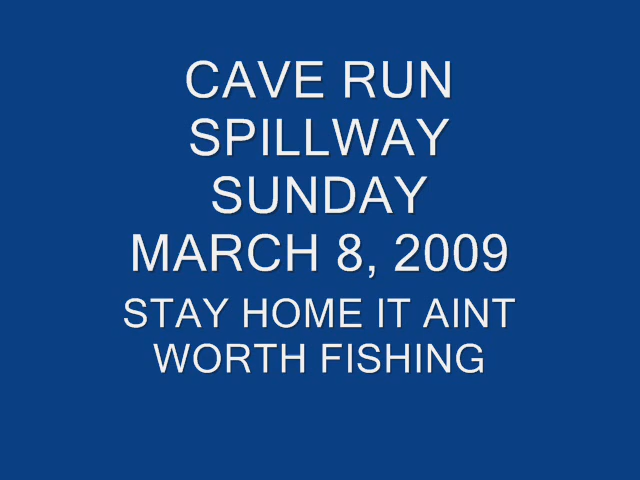 CAVE RUN
SPILLWAY
SUNDAY
MARCH 8, 2009
STAY HOME IT AINT
WORTH FISHING